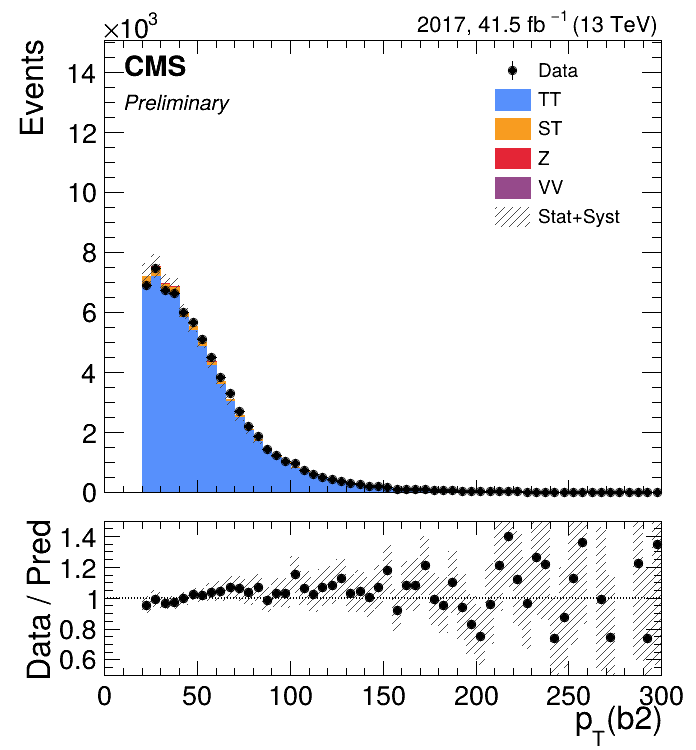 ×10³
2017, 41.5 fb⁻¹ (13 TeV)
Events
CMS
Preliminary
Data
TT
ST
Z
VV
Stat+Syst
14
12
10
8
6
4
2
0
Data / Pred
1.4
1.2
1
0.8
0.6
0 50 100 150 200 250 300
p_T(b2)